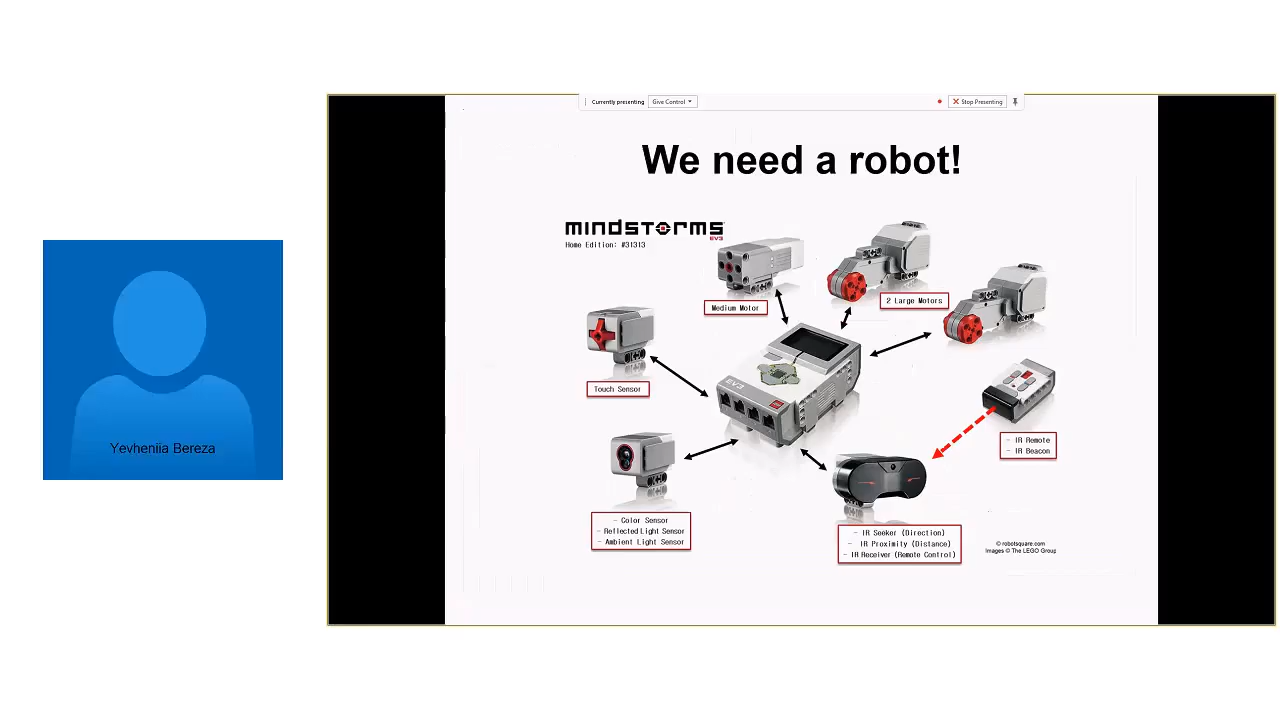 Currently presenting
Give Control
Stop Presenting
We need a robot!
mindstorms
EV3
Home Edition: #31313
Medium Motor
2 Large Motors
Touch Sensor
EV3
- IR Remote
- IR Beacon
- Color Sensor
- Reflected Light Sensor
- Ambient Light Sensor
- IR Seeker (Direction)
- IR Proximity (Distance)
- IR Receiver (Remote Control)
© robotsquare.com
Images © The LEGO Group
Yevheniia Bereza